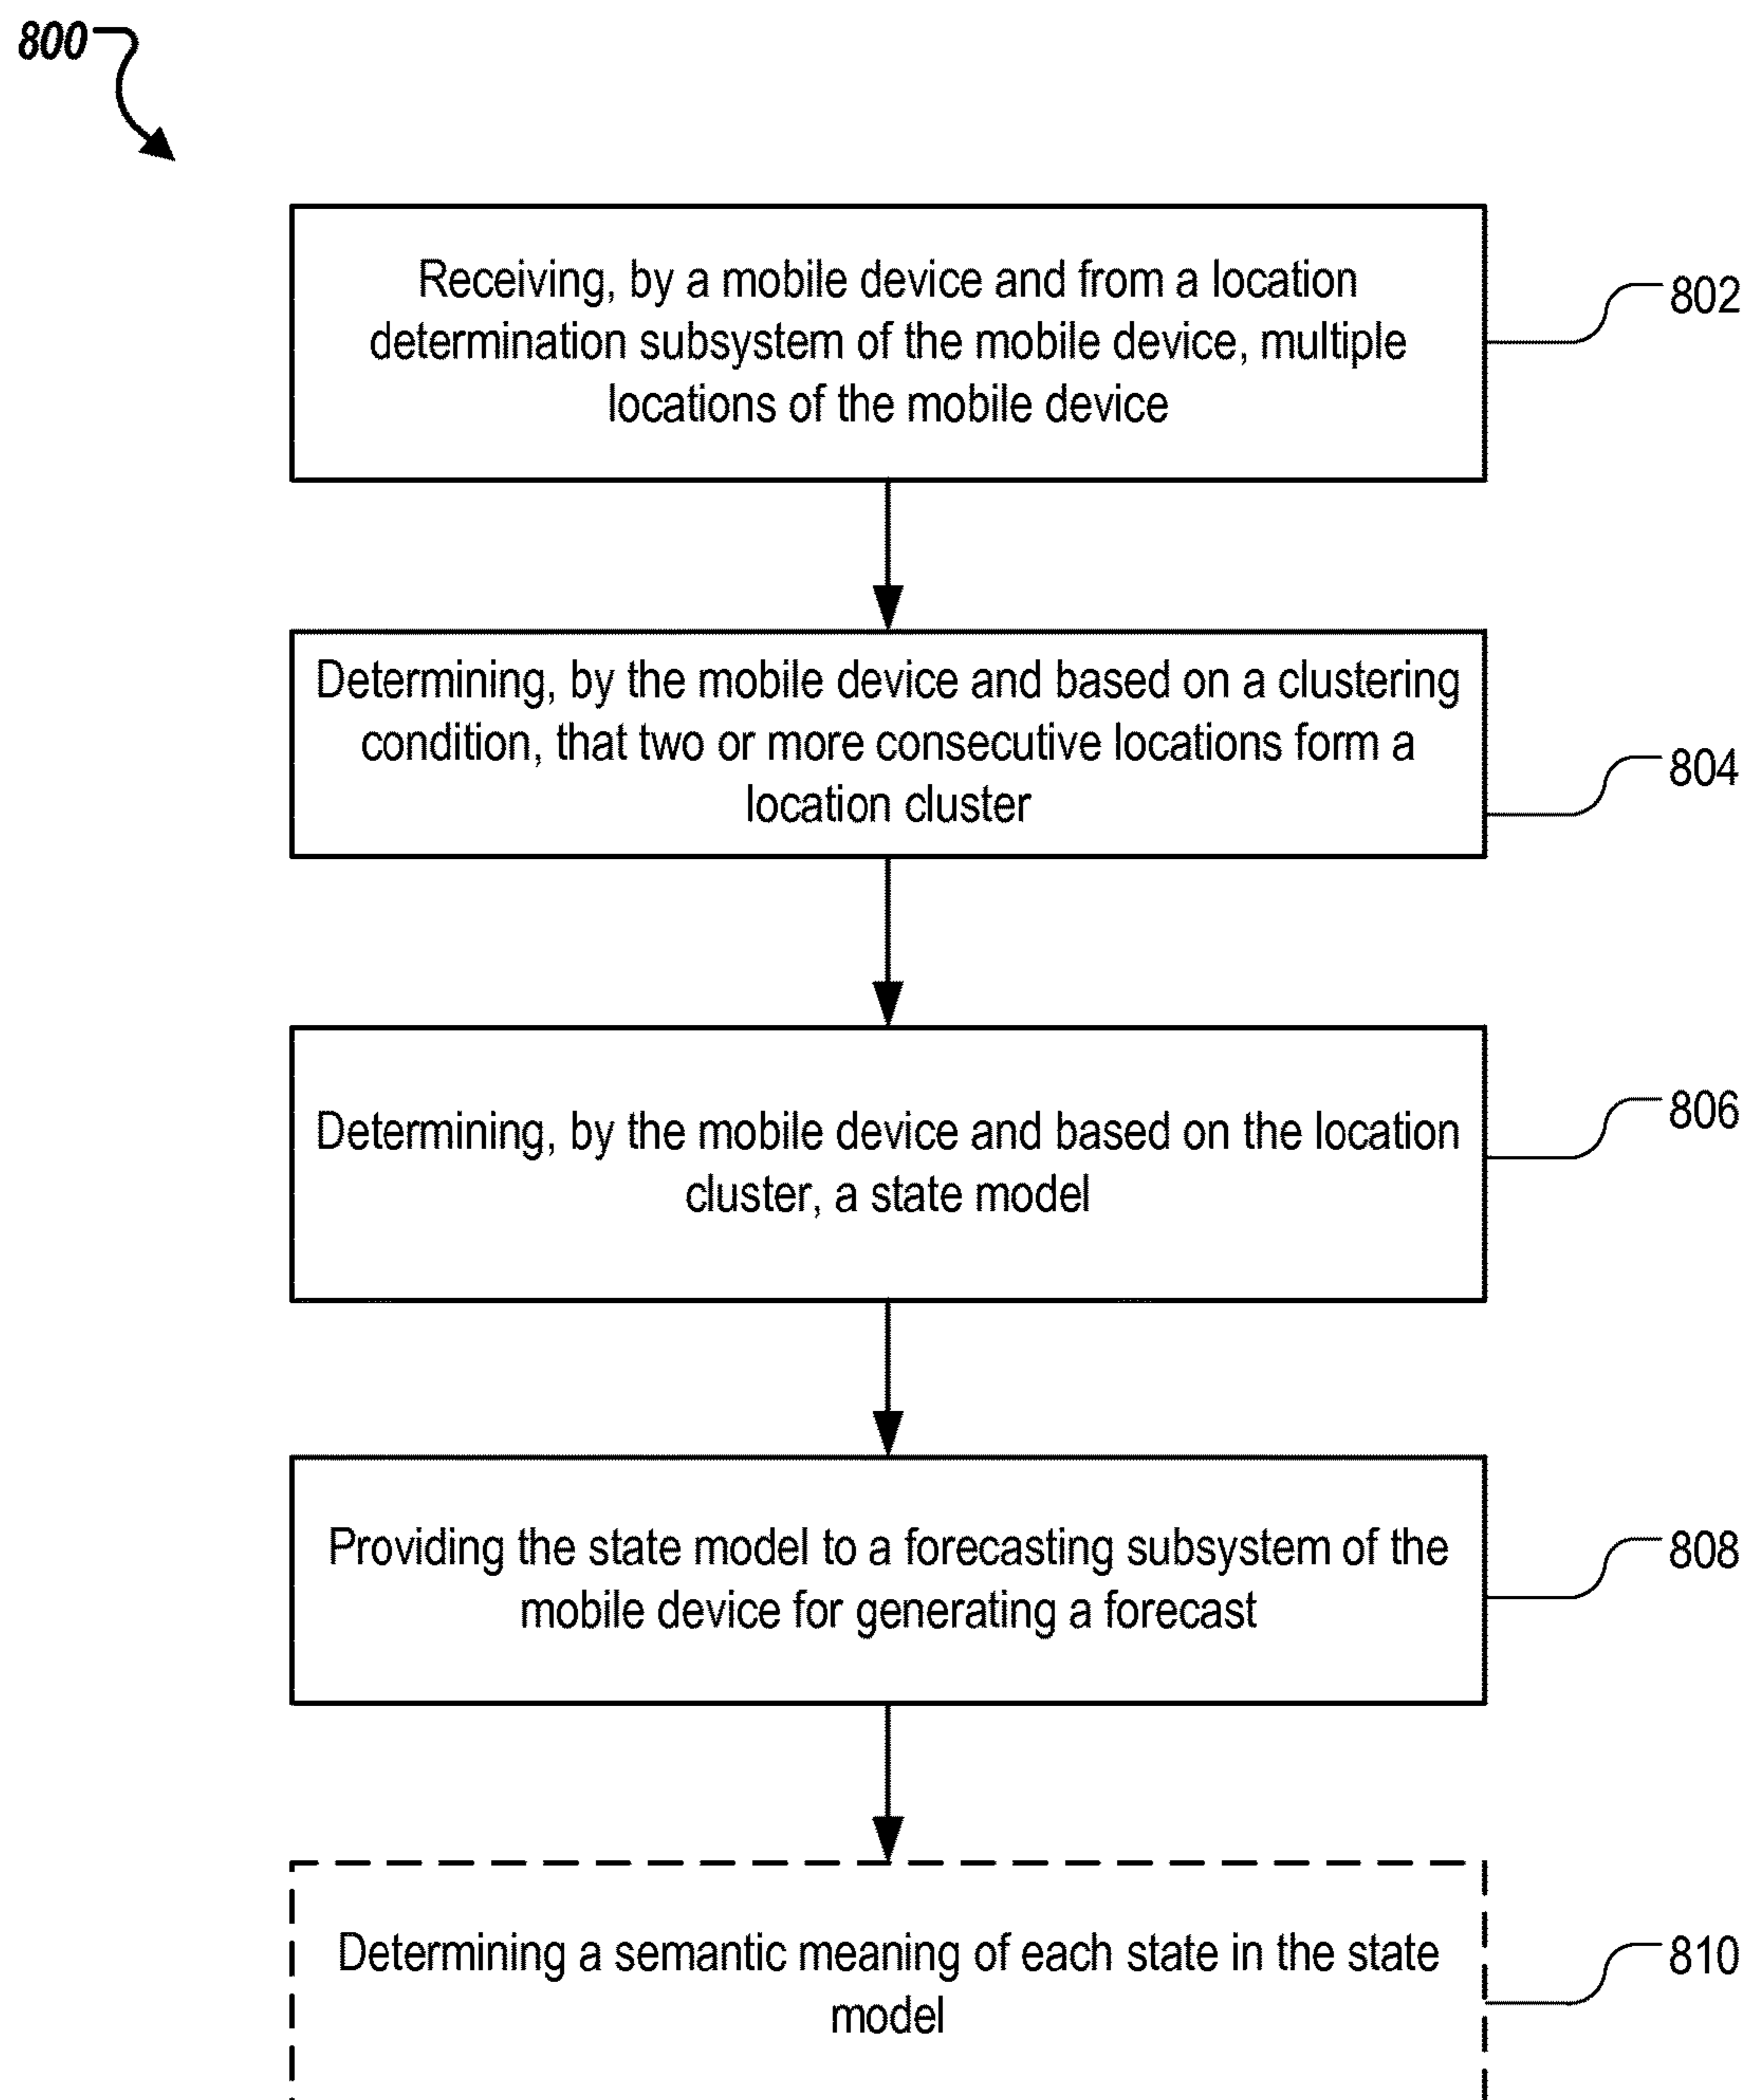 800
Receiving, by a mobile device and from a location
determination subsystem of the mobile device, multiple
locations of the mobile device
802
Determining, by the mobile device and based on a clustering
condition, that two or more consecutive locations form a
location cluster
804
Determining, by the mobile device and based on the location
cluster, a state model
806
Providing the state model to a forecasting subsystem of the
mobile device for generating a forecast
808
Determining a semantic meaning of each state in the state
model
810